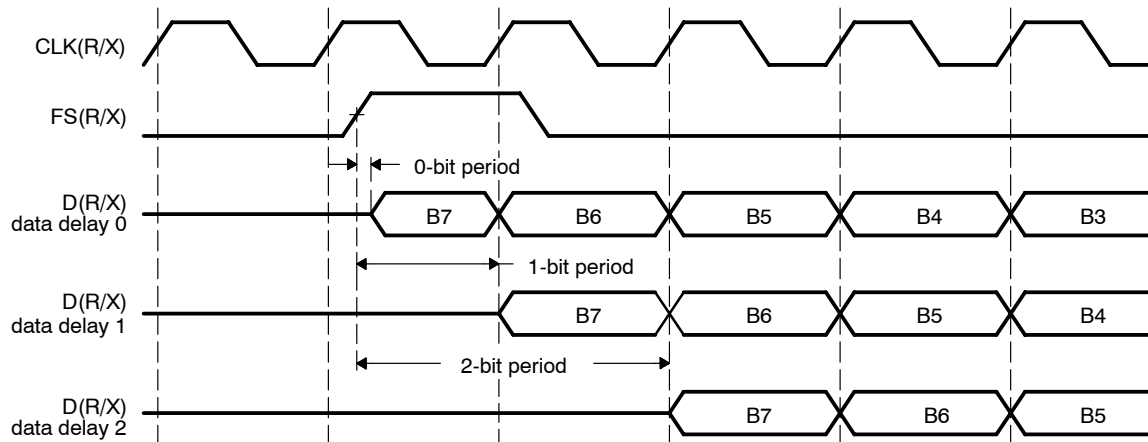 CLK(R/X)
FS(R/X)
0-bit period
D(R/X)
data delay 0
B7 B6 B5 B4 B3
1-bit period
D(R/X)
data delay 1
B7 B6 B5 B4
2-bit period
D(R/X)
data delay 2
B7 B6 B5